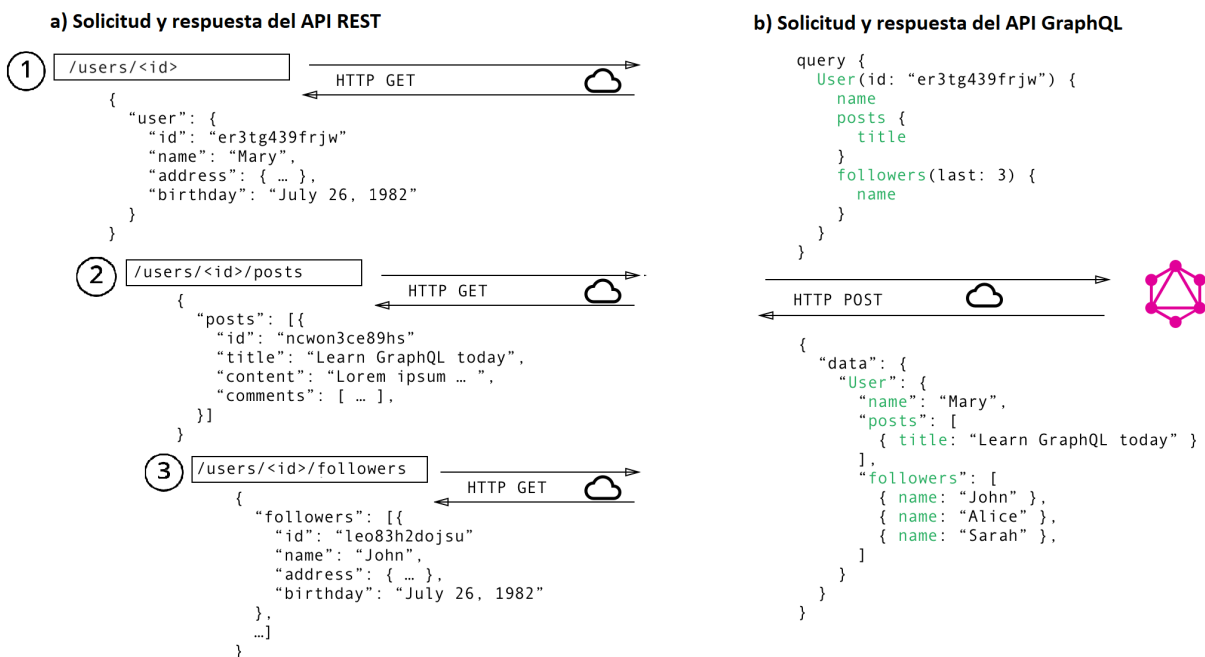 a) Solicitud y respuesta del API REST
1
/users/<id>
HTTP GET
{
“user”: {
“id”: “er3tg439frjw”
“name”: “Mary”,
“address”: { … },
“birthday”: “July 26, 1982”
}
}
2
/users/<id>/posts
HTTP GET
{
“posts”: [{
“id”: “ncwon3ce89hs”
“title”: “Learn GraphQL today”,
“content”: “Lorem ipsum … ”,
“comments”: [ … ],
}]
}
3
/users/<id>/followers
HTTP GET
{
“followers”: [{
“id”: “leo83h2dojsu”
“name”: “John”,
“address”: { … },
“birthday”: “July 26, 1982”
},
…]
}
b) Solicitud y respuesta del API GraphQL
query {
User(id: “er3tg439frjw”) {
name
posts {
title
}
followers(last: 3) {
name
}
}
}
HTTP POST
{
“data”: {
“User”: {
“name”: “Mary”,
“posts”: [
{ title: “Learn GraphQL today” }
],
“followers”: [
{ name: “John” },
{ name: “Alice” },
{ name: “Sarah” },
]
}
}
}